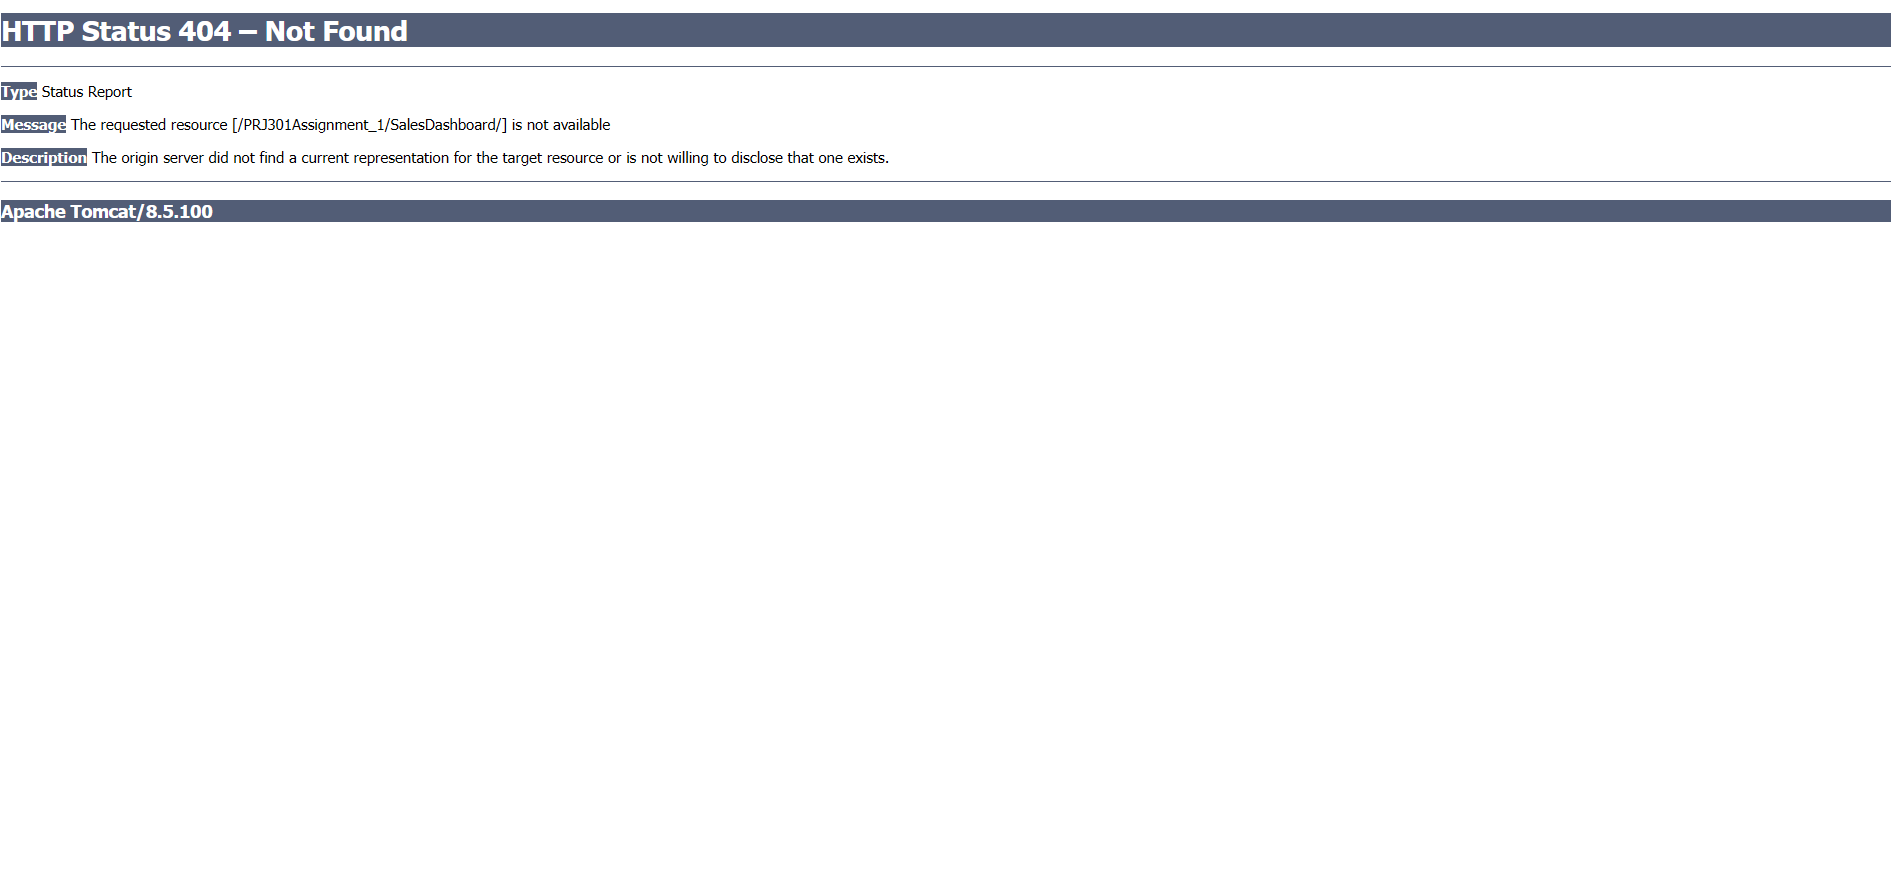 HTTP Status 404 – Not Found
Type Status Report
Message The requested resource [/PRJ301Assignment_1/SalesDashboard/] is not available
Description The origin server did not find a current representation for the target resource or is not willing to disclose that one exists.
Apache Tomcat/8.5.100